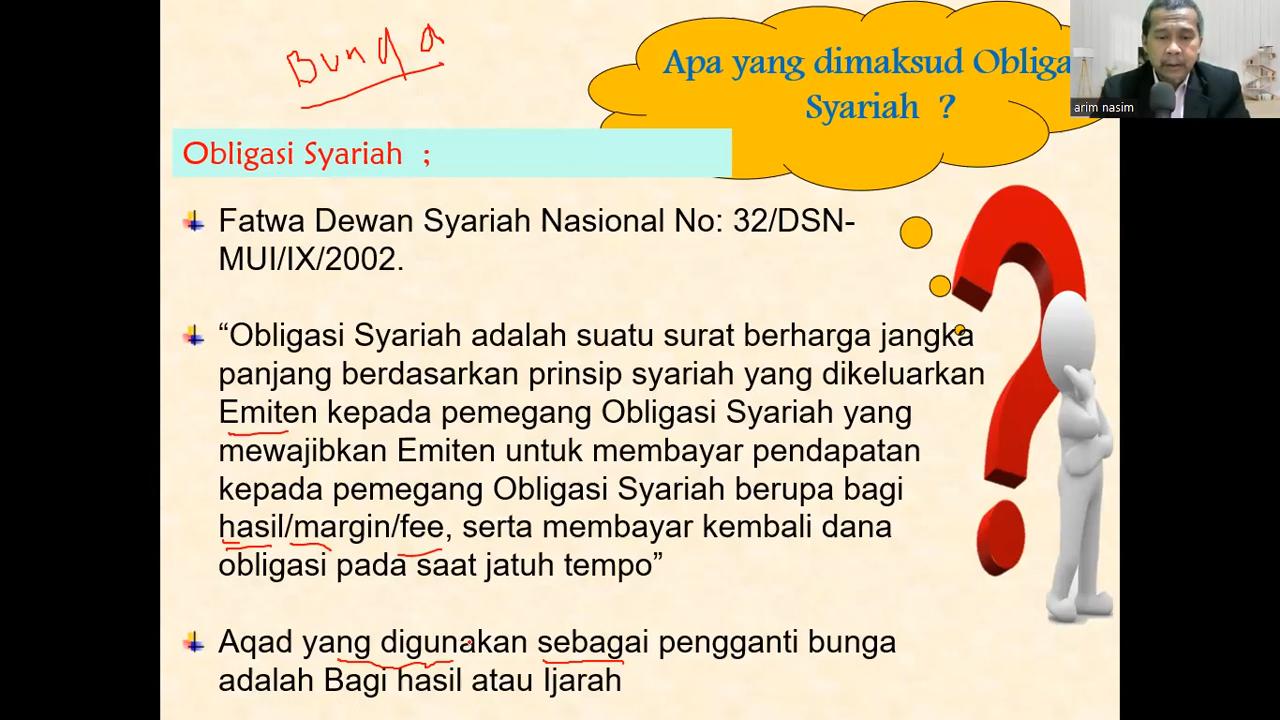 Bunga
Apa yang dimaksud Obliga
Syariah ?
arim nasim
Obligasi Syariah ;
Fatwa Dewan Syariah Nasional No: 32/DSN-
MUI/IX/2002.
“Obligasi Syariah adalah suatu surat berharga jangka
panjang berdasarkan prinsip syariah yang dikeluarkan
Emiten kepada pemegang Obligasi Syariah yang
mewajibkan Emiten untuk membayar pendapatan
kepada pemegang Obligasi Syariah berupa bagi
hasil/margin/fee, serta membayar kembali dana
obligasi pada saat jatuh tempo”
Aqad yang digunakan sebagai pengganti bunga
adalah Bagi hasil atau Ijarah